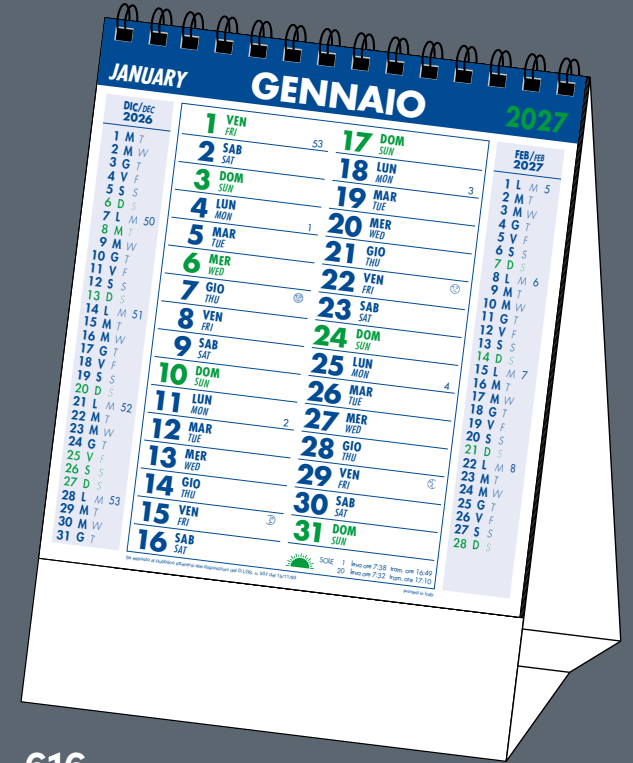 JANUARY GENNAIO 2027
DIC/DEC
2026
1 M T
2 M W
3 G T
4 V F
5 S S
6 D S
7 L M 50
8 M T
9 M W
10 G T
11 V F
12 S S
13 D S
14 L M 51
15 M T
16 M W
17 G T
18 V F
19 S S
20 D S
21 L M 52
22 M T
23 M W
24 G T
25 V F
26 S S
27 D S
28 L M 53
29 M T
30 M W
31 G T
1 VEN FRI 53
2 SAB SAT
3 DOM SUN
4 LUN MON 1
5 MAR TUE
6 MER WED
7 GIO THU
8 VEN FRI
9 SAB SAT
10 DOM SUN
11 LUN MON 2
12 MAR TUE
13 MER WED
14 GIO THU
15 VEN FRI
16 SAB SAT
17 DOM SUN
18 LUN MON 3
19 MAR TUE
20 MER WED
21 GIO THU
22 VEN FRI
23 SAB SAT
24 DOM SUN
25 LUN MON 4
26 MAR TUE
27 MER WED
28 GIO THU
29 VEN FRI
30 SAB SAT
31 DOM SUN
SOLE 1 leva ore 7:38 tram. ore 16:49
20 leva ore 7:32 tram. ore 17:10
FEB/FEB
2027
1 L M 5
2 M T
3 M W
4 G T
5 V F
6 S S
7 D S
8 L M 6
9 M T
10 M W
11 G T
12 V F
13 S S
14 D S
15 L M 7
16 M T
17 M W
18 G T
19 V F
20 S S
21 D S
22 L M 8
23 M T
24 M W
25 G T
26 V F
27 S S
28 D S
Printed in Italy